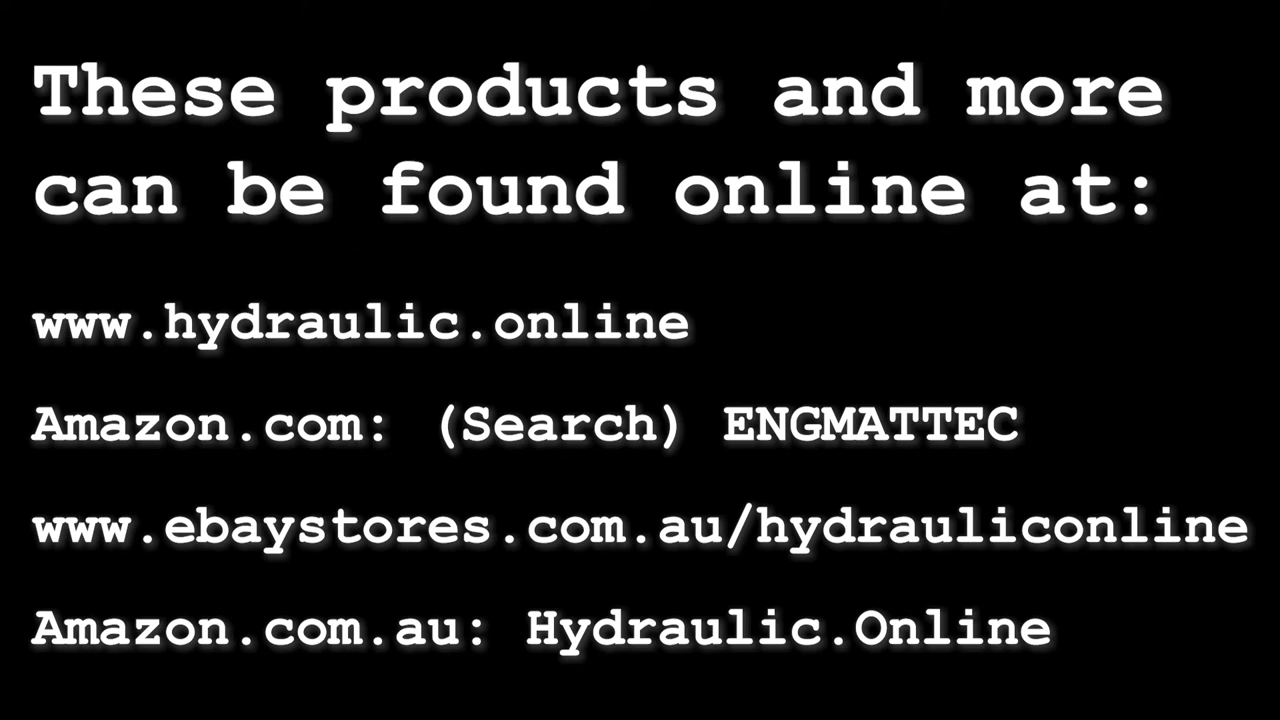 These products and more
can be found online at:
www.hydraulic.online
Amazon.com: (Search) ENGMATTEC
www.ebaystores.com.au/hydrauliconline
Amazon.com.au: Hydraulic.Online